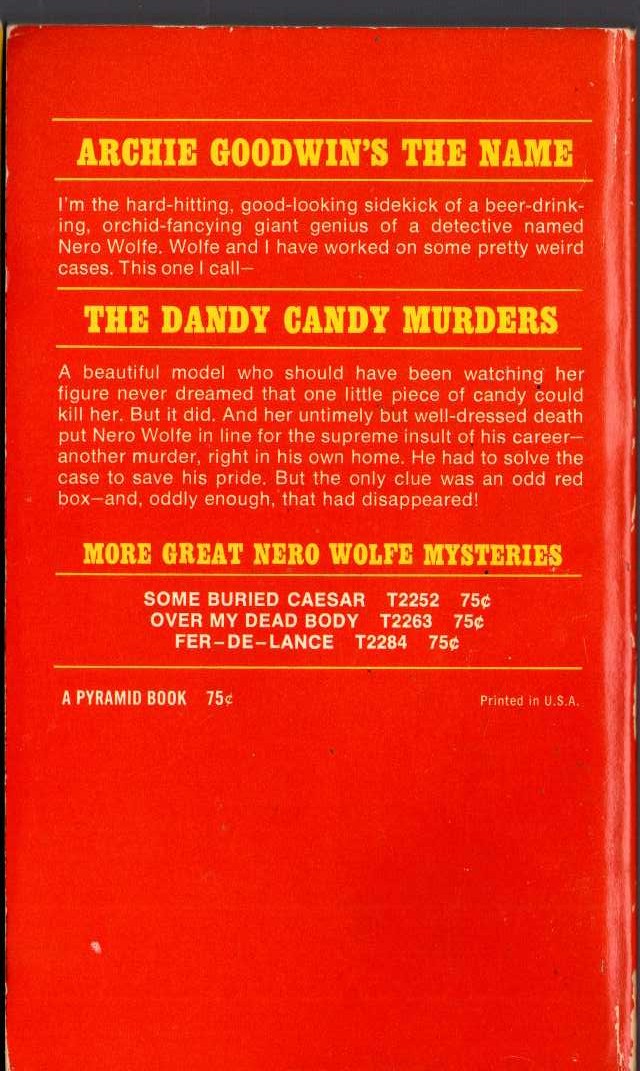 ARCHIE GOODWIN'S THE NAME
I'm the hard-hitting, good-looking sidekick of a beer-drink-
ing, orchid-fancying giant genius of a detective named
Nero Wolfe. Wolfe and I have worked on some pretty weird
cases. This one I call—
THE DANDY CANDY MURDERS
A beautiful model who should have been watching her
figure never dreamed that one little piece of candy could
kill her. But it did. And her untimely but well-dressed death
put Nero Wolfe in line for the supreme insult of his career—
another murder, right in his own home. He had to solve the
case to save his pride. But the only clue was an odd red
box—and, oddly enough, that had disappeared!
MORE GREAT NERO WOLFE MYSTERIES
SOME BURIED CAESAR T2252 75¢
OVER MY DEAD BODY T2263 75¢
FER–DE–LANCE T2284 75¢
A PYRAMID BOOK 75¢ Printed in U.S.A.